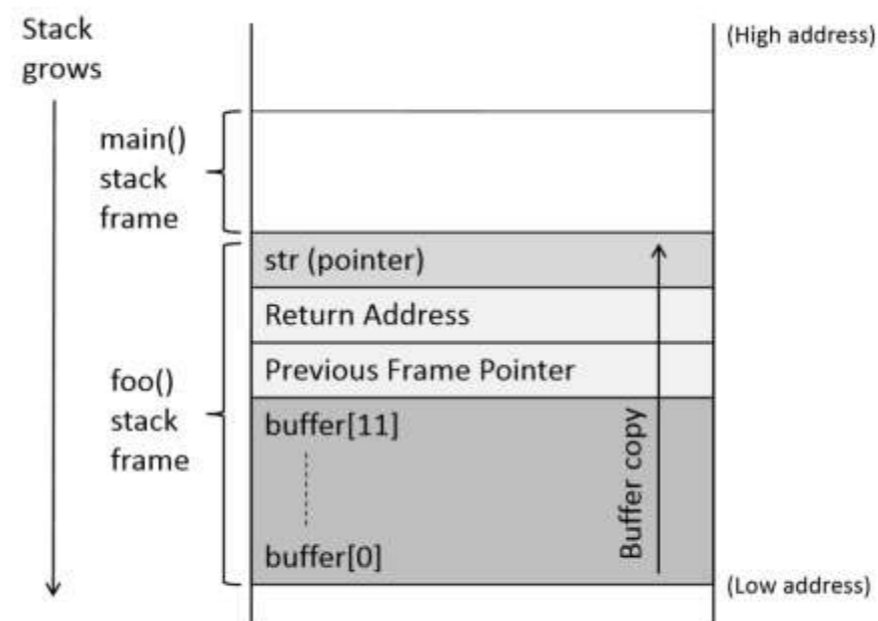 Stack
grows
(High address)
main()
stack
frame
str (pointer)
Return Address
Previous Frame Pointer
foo()
stack
frame
buffer[11]
buffer[0]
Buffer copy
(Low address)